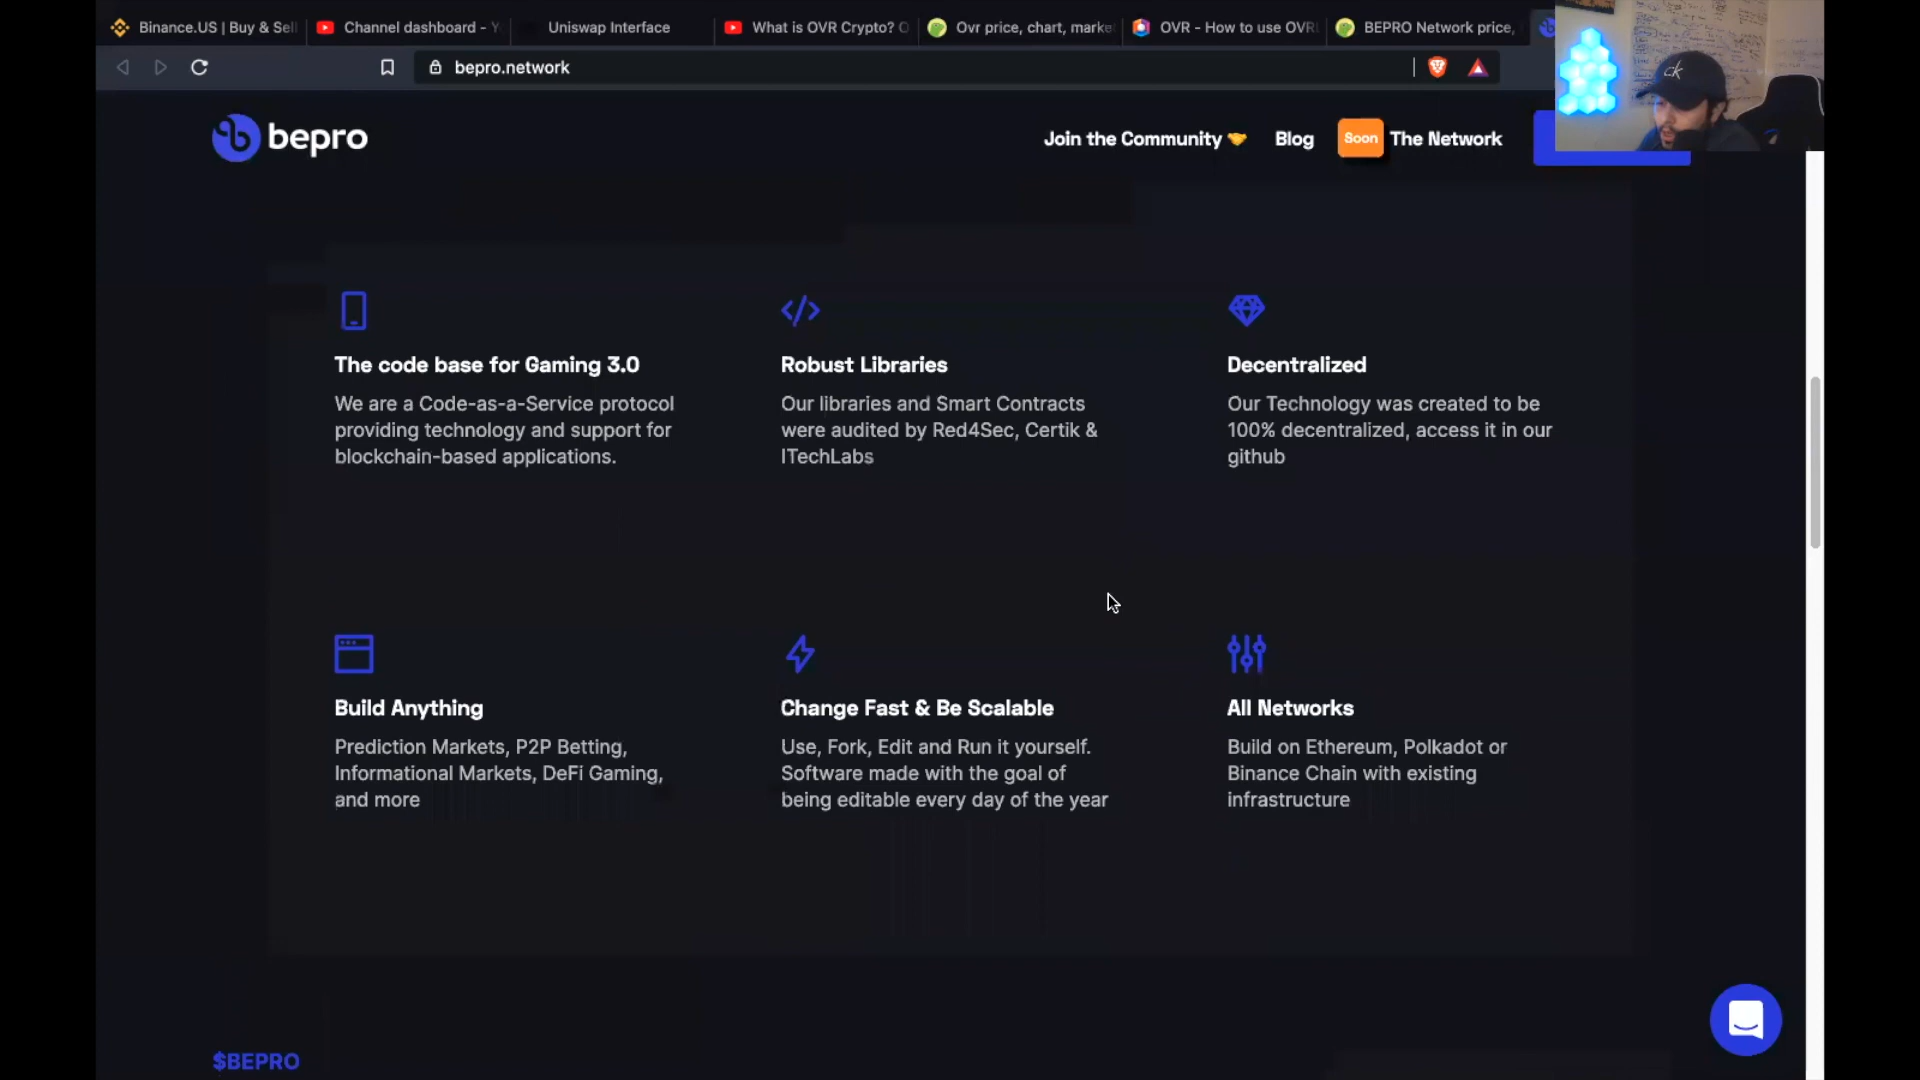 Binance.US | Buy & Sell
Channel dashboard - Y
Uniswap Interface
What is OVR Crypto? O
Ovr price, chart, marke
OVR - How to use OVR
BEPRO Network price,
bepro.network
ck
bepro
Join the Community
Blog
Soon
The Network
The code base for Gaming 3.0
We are a Code-as-a-Service protocol
providing technology and support for
blockchain-based applications.
Robust Libraries
Our libraries and Smart Contracts
were audited by Red4Sec, Certik &
ITechLabs
Decentralized
Our Technology was created to be
100% decentralized, access it in our
github
Build Anything
Prediction Markets, P2P Betting,
Informational Markets, DeFi Gaming,
and more
Change Fast & Be Scalable
Use, Fork, Edit and Run it yourself.
Software made with the goal of
being editable every day of the year
All Networks
Build on Ethereum, Polkadot or
Binance Chain with existing
infrastructure
$BEPRO